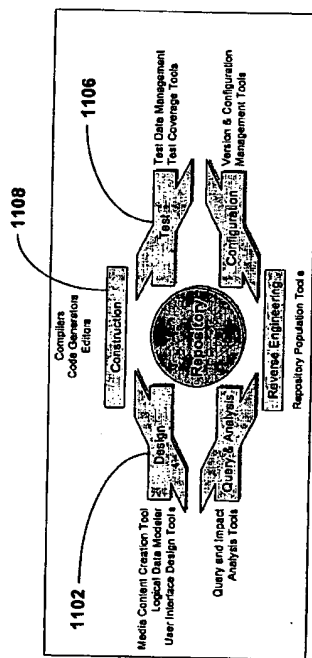 1108
1106
1102
Compilers
Code Generators
Editors
Construction
Media Content Creation Tool
Logical Data Modeler
User Interface Design Tools
Design
Test
Test Data Management
Test Coverage Tools
Repository
Query and Impact
Analysis Tools
Query & Analysis
Configuration
Version & Configuration
Management Tools
Reverse Engineering
Repository Population Tools